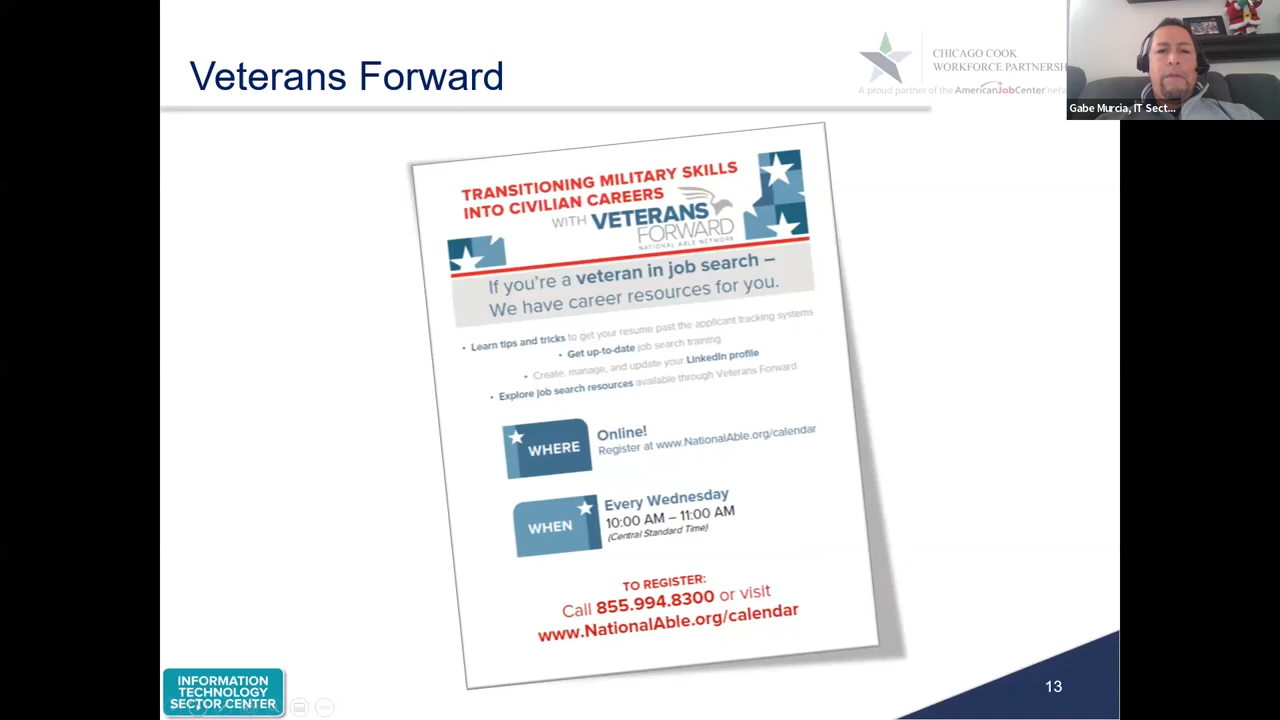 Veterans Forward
CHICAGO COOK
WORKFORCE PARTNERSH
A proud partner of the AmericanJobCenter netw
Gabe Murcia, IT Sect...
TRANSITIONING MILITARY SKILLS
INTO CIVILIAN CAREERS
WITH VETERANS
FORWARD
NATIONAL ABLE NETWORK
If you're a veteran in job search –
We have career resources for you.
• Learn tips and tricks to get your resume past the applicant tracking systems
• Get up-to-date job search training
• Create, manage, and update your LinkedIn profile
• Explore job search resources available through Veterans Forward
WHERE
Online!
Register at www.NationalAble.org/calendar
WHEN
Every Wednesday
10:00 AM – 11:00 AM
(Central Standard Time)
TO REGISTER:
Call 855.994.8300 or visit
www.NationalAble.org/calendar
INFORMATION
TECHNOLOGY
SECTOR CENTER
13